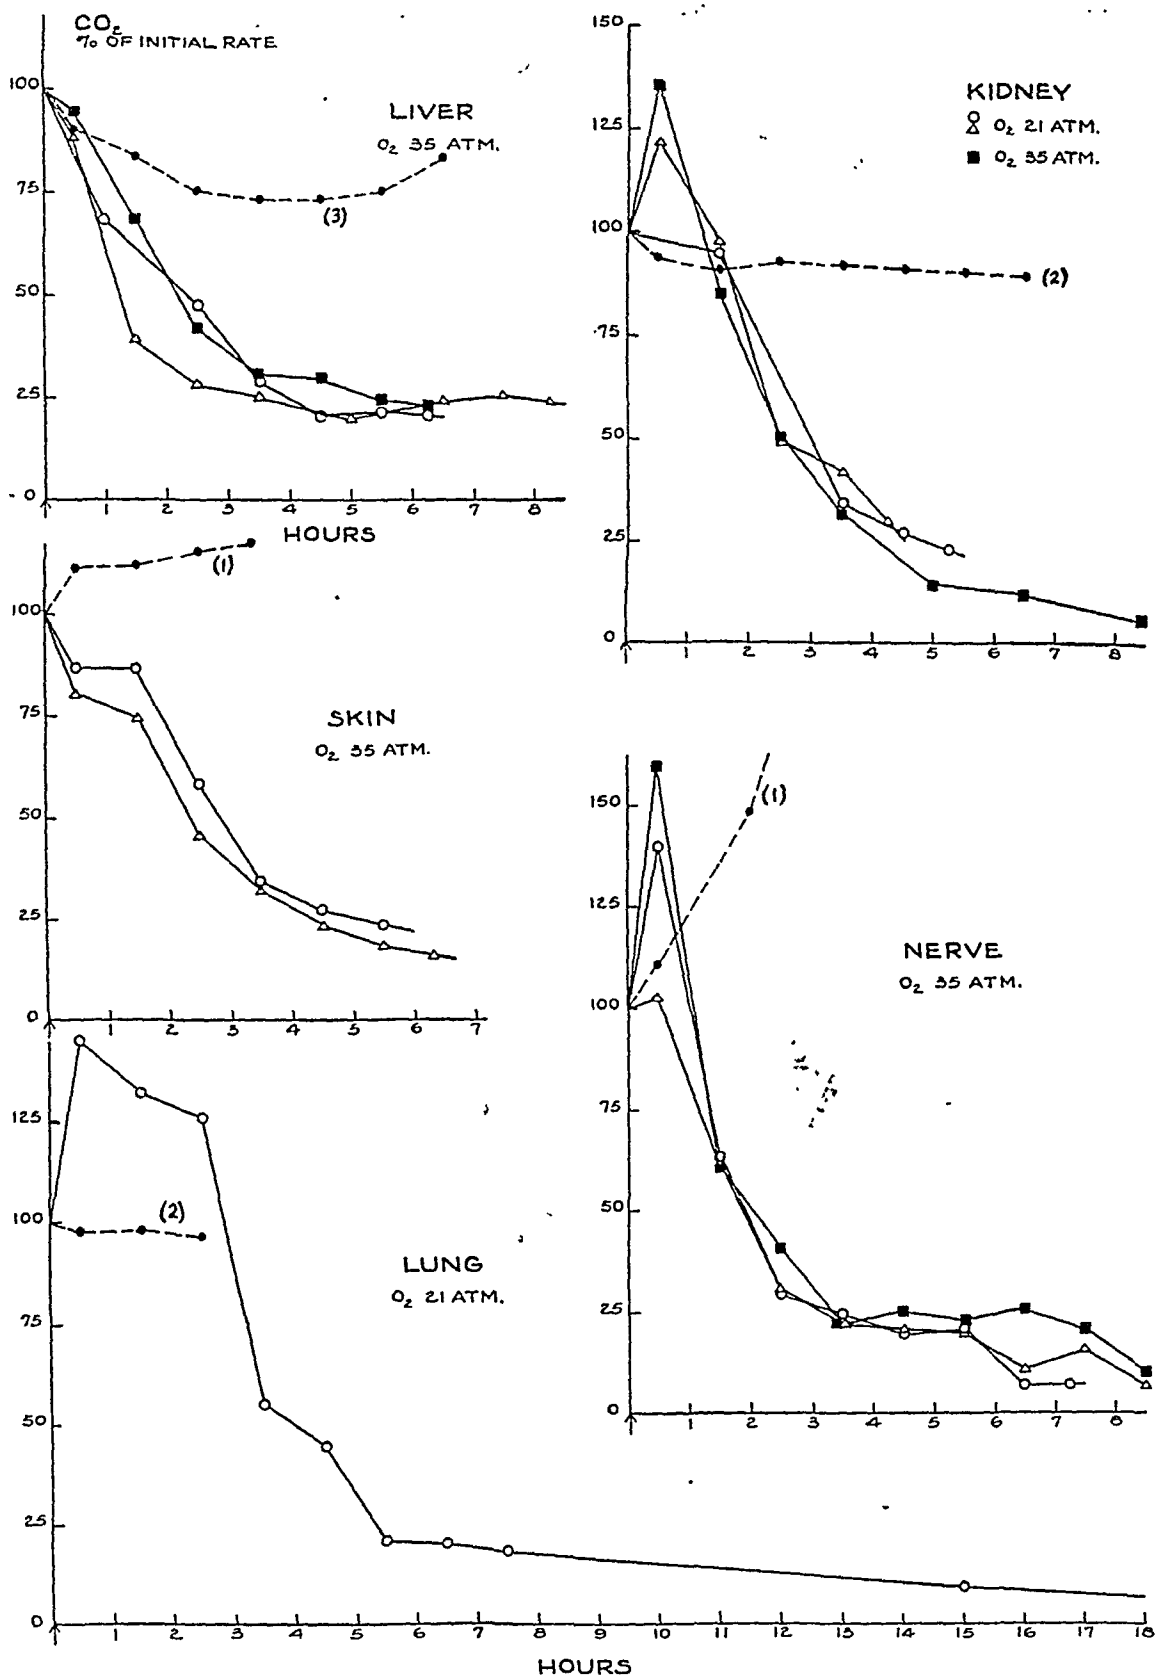 CO₂
% OF INITIAL RATE
LIVER
O₂ 35 ATM.
100
75
50
25
0
(3)
1 2 3 4 5 6 7 8
HOURS
150
125
100
75
50
25
0
KIDNEY
O₂ 21 ATM.
O₂ 35 ATM.
(2)
1 2 3 4 5 6 7 8
(1)
100
75
50
25
0
SKIN
O₂ 35 ATM.
1 2 3 4 5 6 7
150
125
100
75
50
25
0
(1)
NERVE
O₂ 35 ATM.
1 2 3 4 5 6 7 8
125
100
75
50
25
0
(2)
LUNG
O₂ 21 ATM.
1 2 3 4 5 6 7 8 9 10 11 12 13 14 15 16 17 18
HOURS